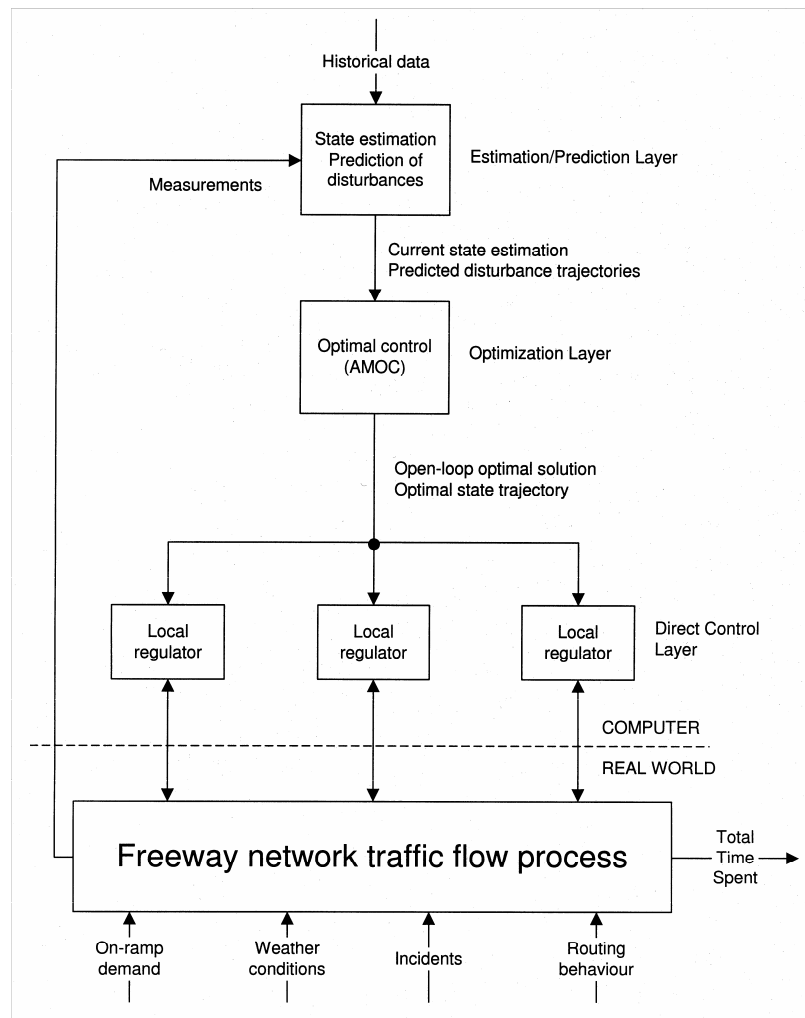 Historical data
State estimation
Prediction of
disturbances
Estimation/Prediction Layer
Measurements
Current state estimation
Predicted disturbance trajectories
Optimal control
(AMOC)
Optimization Layer
Open-loop optimal solution
Optimal state trajectory
Local
regulator
Local
regulator
Local
regulator
Direct Control
Layer
COMPUTER
REAL WORLD
Freeway network traffic flow process
Total
Time
Spent
On-ramp
demand
Weather
conditions
Incidents
Routing
behaviour